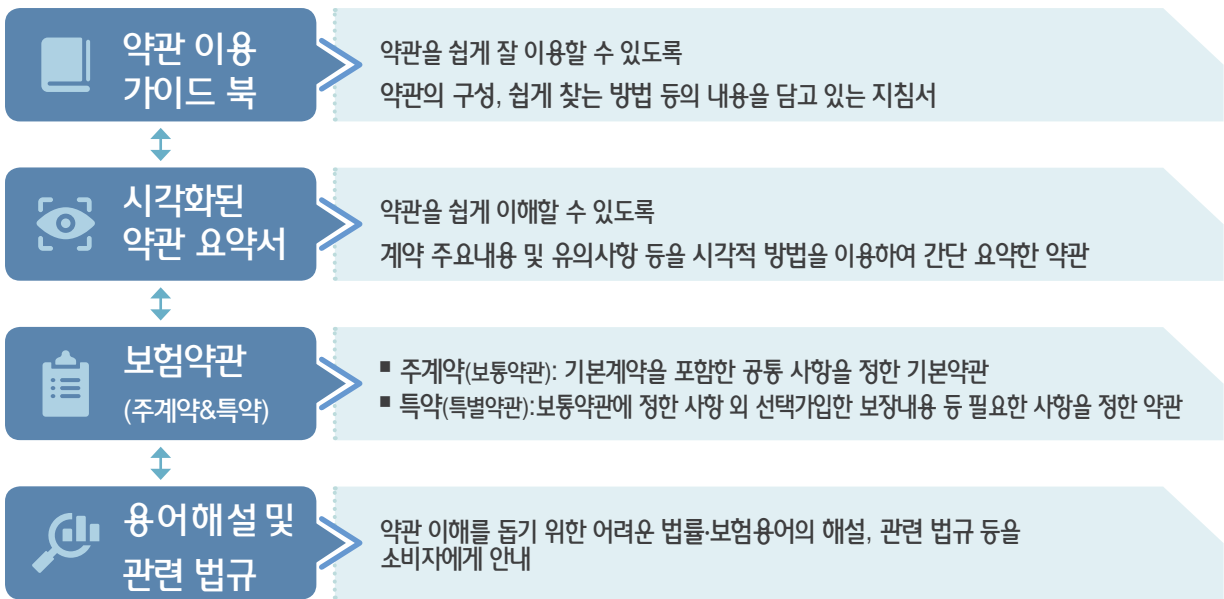 약관 이용
가이드 북
약관을 쉽게 잘 이용할 수 있도록
약관의 구성, 쉽게 찾는 방법 등의 내용을 담고 있는 지침서
시각화된
약관 요약서
약관을 쉽게 이해할 수 있도록
계약 주요내용 및 유의사항 등을 시각적 방법을 이용하여 간단 요약한 약관
보험약관
(주계약&특약)
▪ 주계약(보통약관): 기본계약을 포함한 공통 사항을 정한 기본약관
▪ 특약(특별약관):보통약관에 정한 사항 외 선택가입한 보장내용 등 필요한 사항을 정한 약관
용어해설 및
관련 법규
약관 이해를 돕기 위한 어려운 법률·보험용어의 해설, 관련 법규 등을
소비자에게 안내